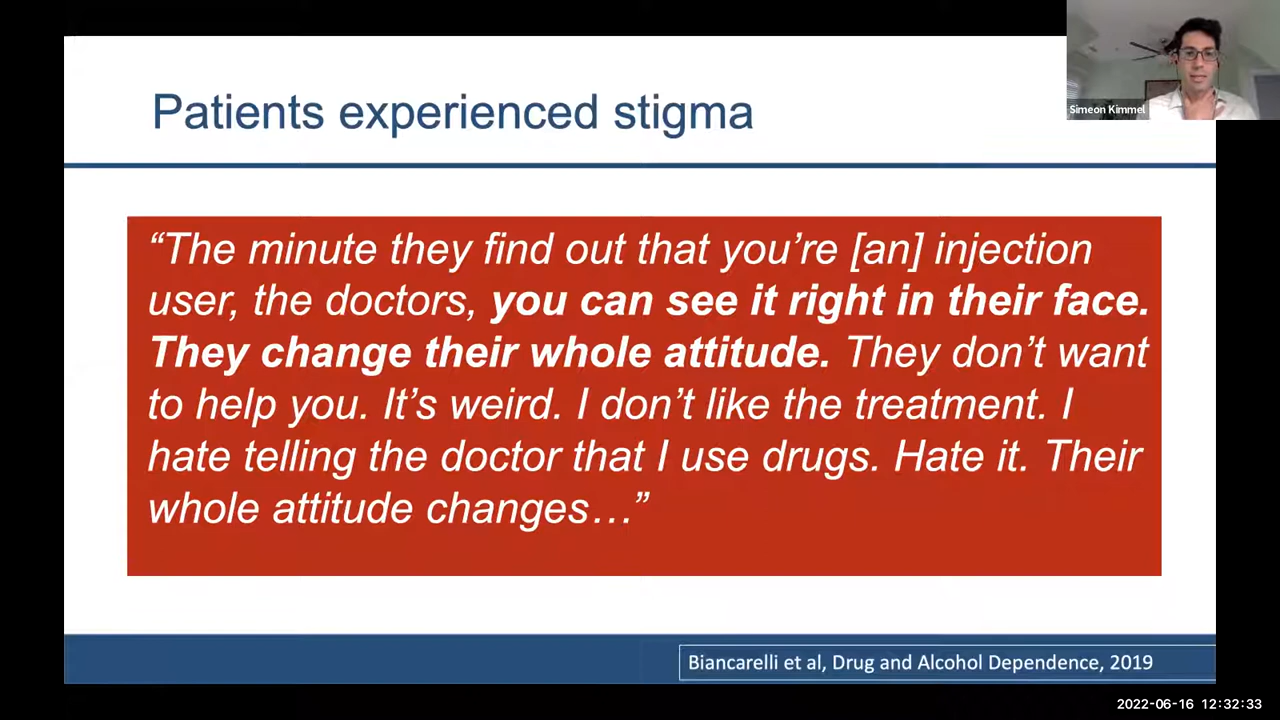 Patients experienced stigma
Simeon Kimmel
“The minute they find out that you’re [an] injection
user, the doctors, you can see it right in their face.
They change their whole attitude. They don’t want
to help you. It’s weird. I don’t like the treatment. I
hate telling the doctor that I use drugs. Hate it. Their
whole attitude changes…”
Biancarelli et al, Drug and Alcohol Dependence, 2019
2022-06-16 12:32:33